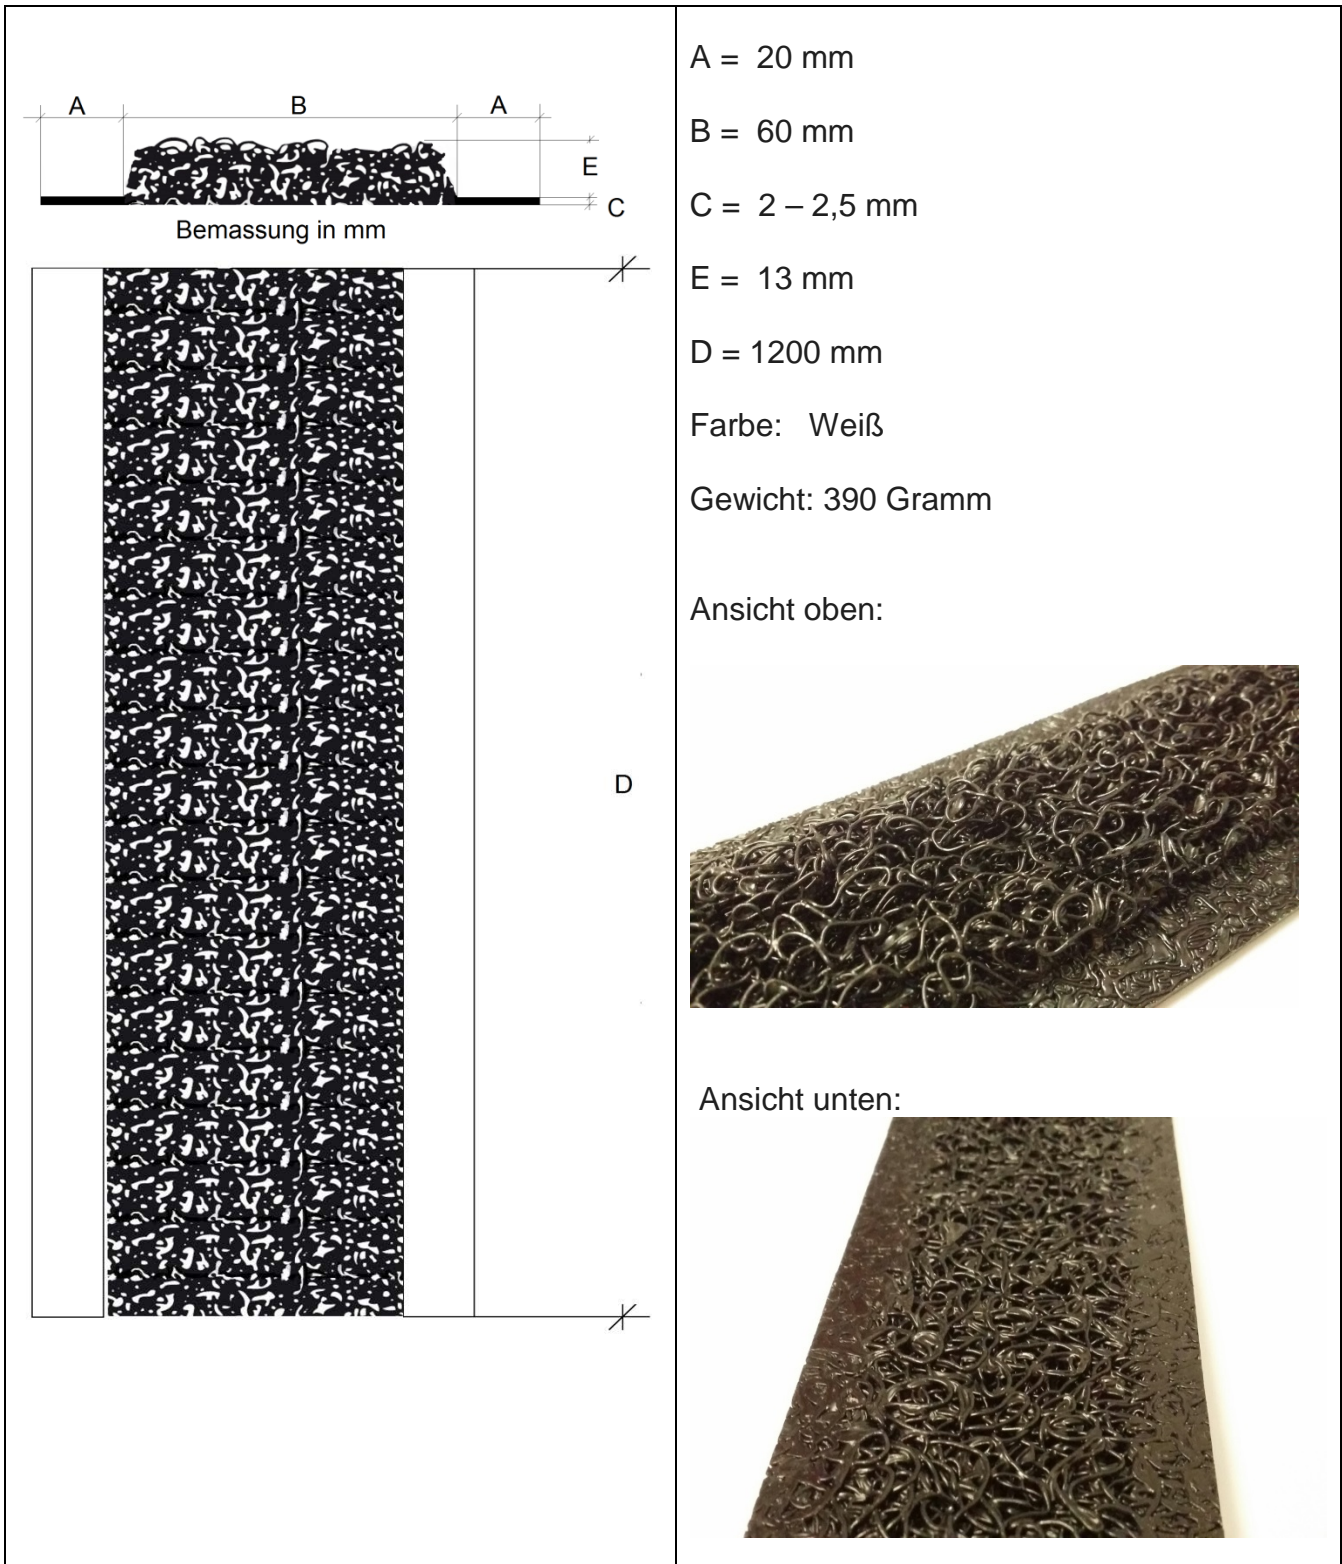 A B A
E
C
Bemassung in mm
D
A = 20 mm
B = 60 mm
C = 2 – 2,5 mm
E = 13 mm
D = 1200 mm
Farbe: Weiß
Gewicht: 390 Gramm
Ansicht oben:
Ansicht unten: